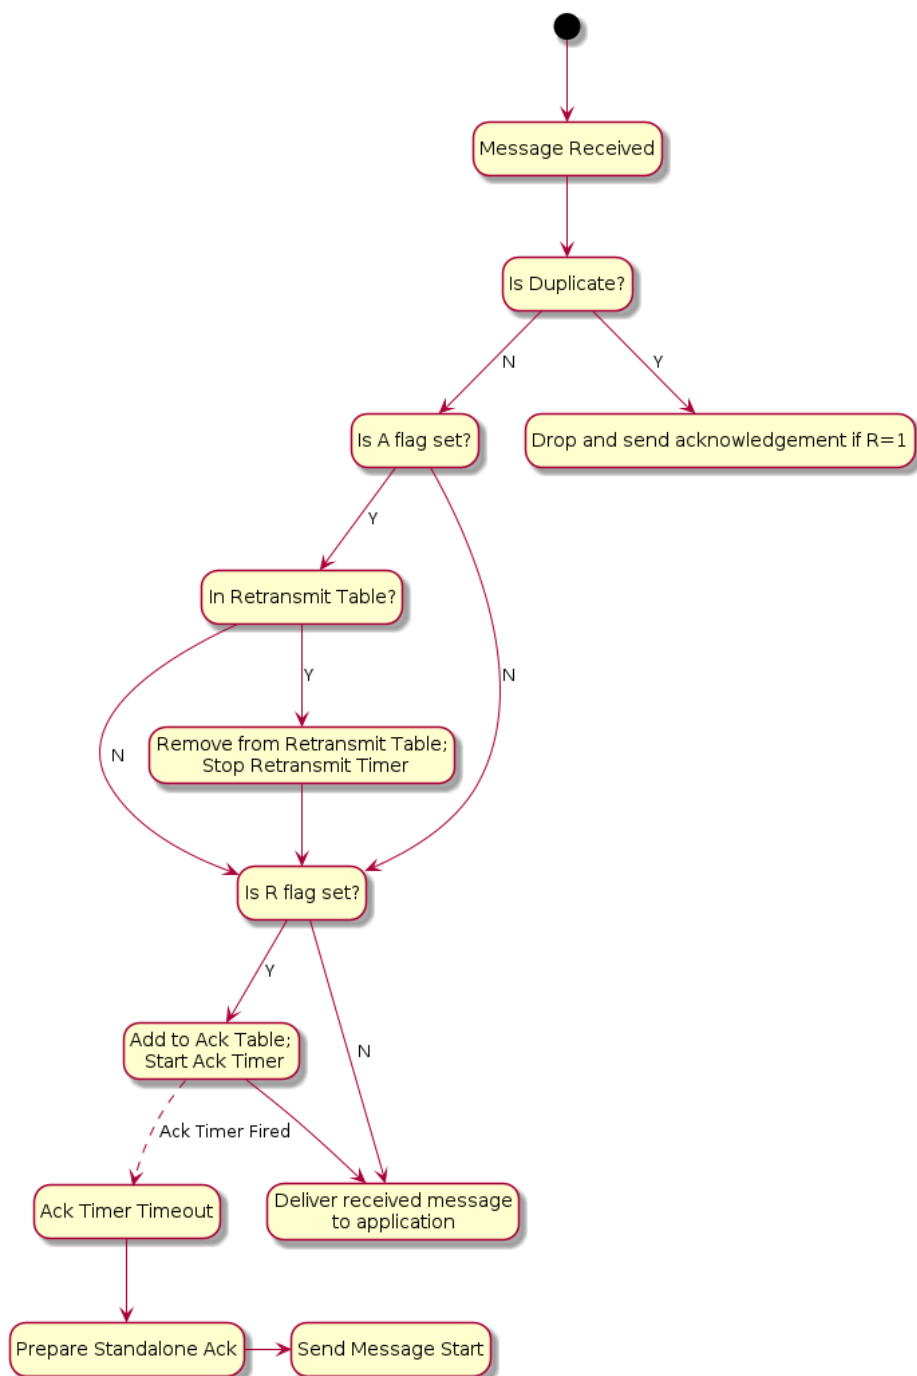 Message Received
Is Duplicate?
N
Y
Is A flag set?
Drop and send acknowledgement if R=1
Y
In Retransmit Table?
N
Y
N
Remove from Retransmit Table;
Stop Retransmit Timer
Is R flag set?
Y
N
Add to Ack Table;
Start Ack Timer
Ack Timer Fired
Ack Timer Timeout
Deliver received message
to application
Prepare Standalone Ack
Send Message Start